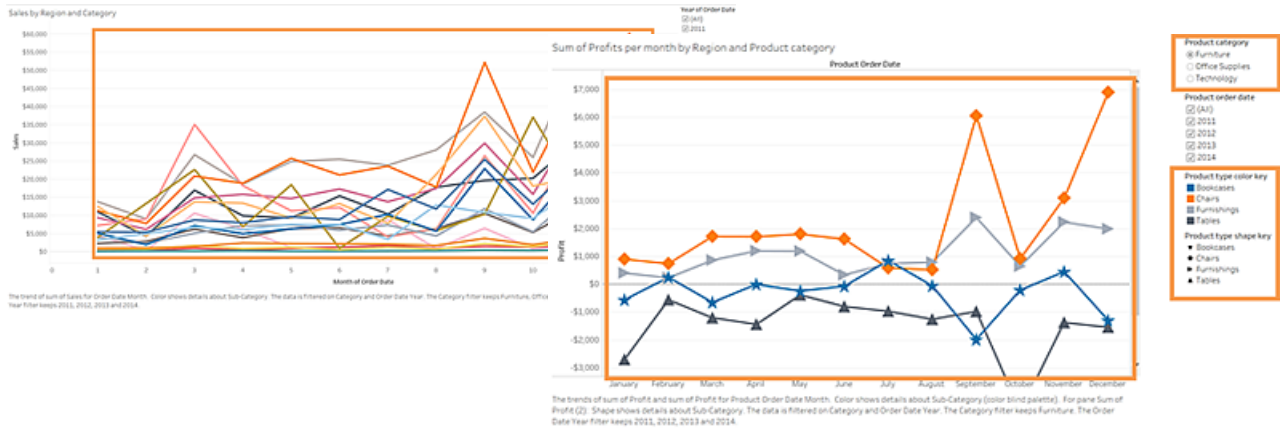 Sales by Region and Category
Year of Order Date
(All)
2011
$60,000
$55,000
$50,000
$45,000
$40,000
$35,000
$30,000
$25,000
$20,000
$15,000
$10,000
$5,000
$0
Sales
0 1 2 3 4 5 6 7 8 9 10
Month of Order Date
The trend of sum of Sales for Order Date Month. Color shows details about Sub-Category. The data is filtered on Category and Order Date Year. The Category filter keeps Furniture, Offic
Year filter keeps 2011, 2012, 2013 and 2014.
Sum of Profits per month by Region and Product category
Product Order Date
$7,000
$6,000
$5,000
$4,000
$3,000
$2,000
$1,000
$0
-$1,000
-$2,000
-$3,000
Profit
January February March April May June July August September October November December
The trends of sum of Profit and sum of Profit for Product Order Date Month. Color shows details about Sub-Category (color blind palette). For pane Sum of
Profit (2): Shape shows details about Sub-Category. The data is filtered on Category and Order Date Year. The Category filter keeps Furniture. The Order
Date Year filter keeps 2011, 2012, 2013 and 2014.
Product category
Furniture
Office Supplies
Technology
Product order date
(All)
2011
2012
2013
2014
Product type color key
Bookcases
Chairs
Furnishings
Tables
Product type shape key
Bookcases
Chairs
Furnishings
Tables